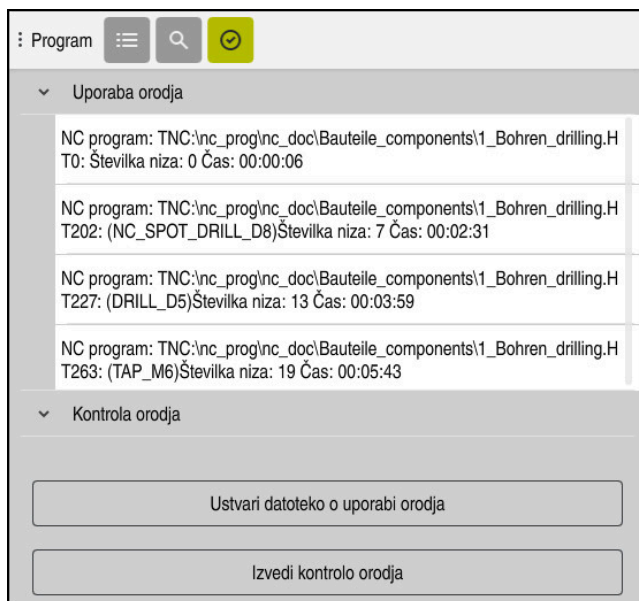 Program
Uporaba orodja
NC program: TNC:\nc_prog\nc_doc\Bauteile_components\1_Bohren_drilling.H
T0: Številka niza: 0 Čas: 00:00:06
NC program: TNC:\nc_prog\nc_doc\Bauteile_components\1_Bohren_drilling.H
T202: (NC_SPOT_DRILL_D8)Številka niza: 7 Čas: 00:02:31
NC program: TNC:\nc_prog\nc_doc\Bauteile_components\1_Bohren_drilling.H
T227: (DRILL_D5)Številka niza: 13 Čas: 00:03:59
NC program: TNC:\nc_prog\nc_doc\Bauteile_components\1_Bohren_drilling.H
T263: (TAP_M6)Številka niza: 19 Čas: 00:05:43
Kontrola orodja
Ustvari datoteko o uporabi orodja
Izvedi kontrolo orodja